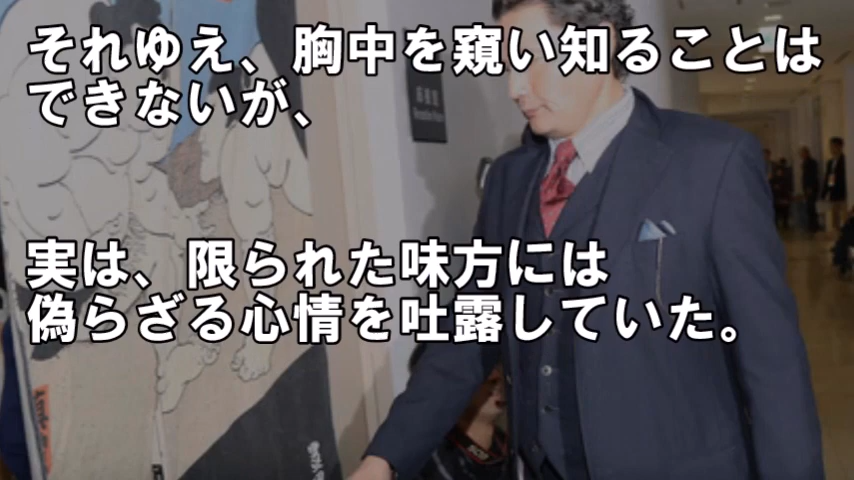 それゆえ、胸中を窺い知ることは
できないが、
実は、限られた味方には
偽らざる心情を吐露していた。